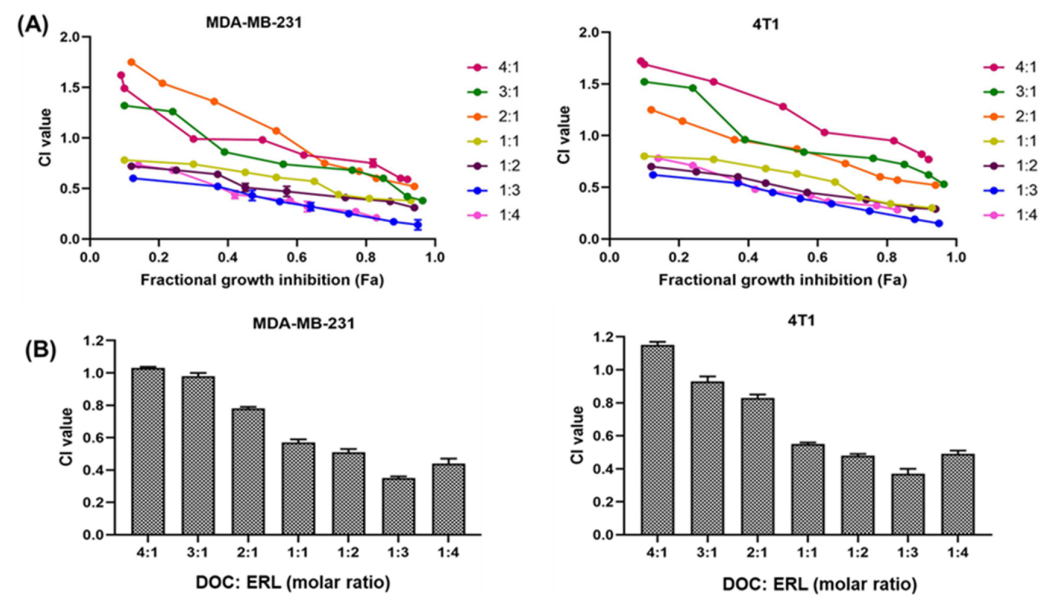 (A)
MDA-MB-231
CI value
2.0
1.5
1.0
0.5
0.0
0.0 0.2 0.4 0.6 0.8 1.0
Fractional growth inhibition (Fa)
4:1
3:1
2:1
1:1
1:2
1:3
1:4
4T1
CI value
2.0
1.5
1.0
0.5
0.0
0.0 0.2 0.4 0.6 0.8 1.0
Fractional growth inhibition (Fa)
4:1
3:1
2:1
1:1
1:2
1:3
1:4
(B)
MDA-MB-231
CI value
1.2
1.0
0.8
0.6
0.4
0.2
0.0
4:1 3:1 2:1 1:1 1:2 1:3 1:4
DOC: ERL (molar ratio)
4T1
CI value
1.2
1.0
0.8
0.6
0.4
0.2
0.0
4:1 3:1 2:1 1:1 1:2 1:3 1:4
DOC: ERL (molar ratio)